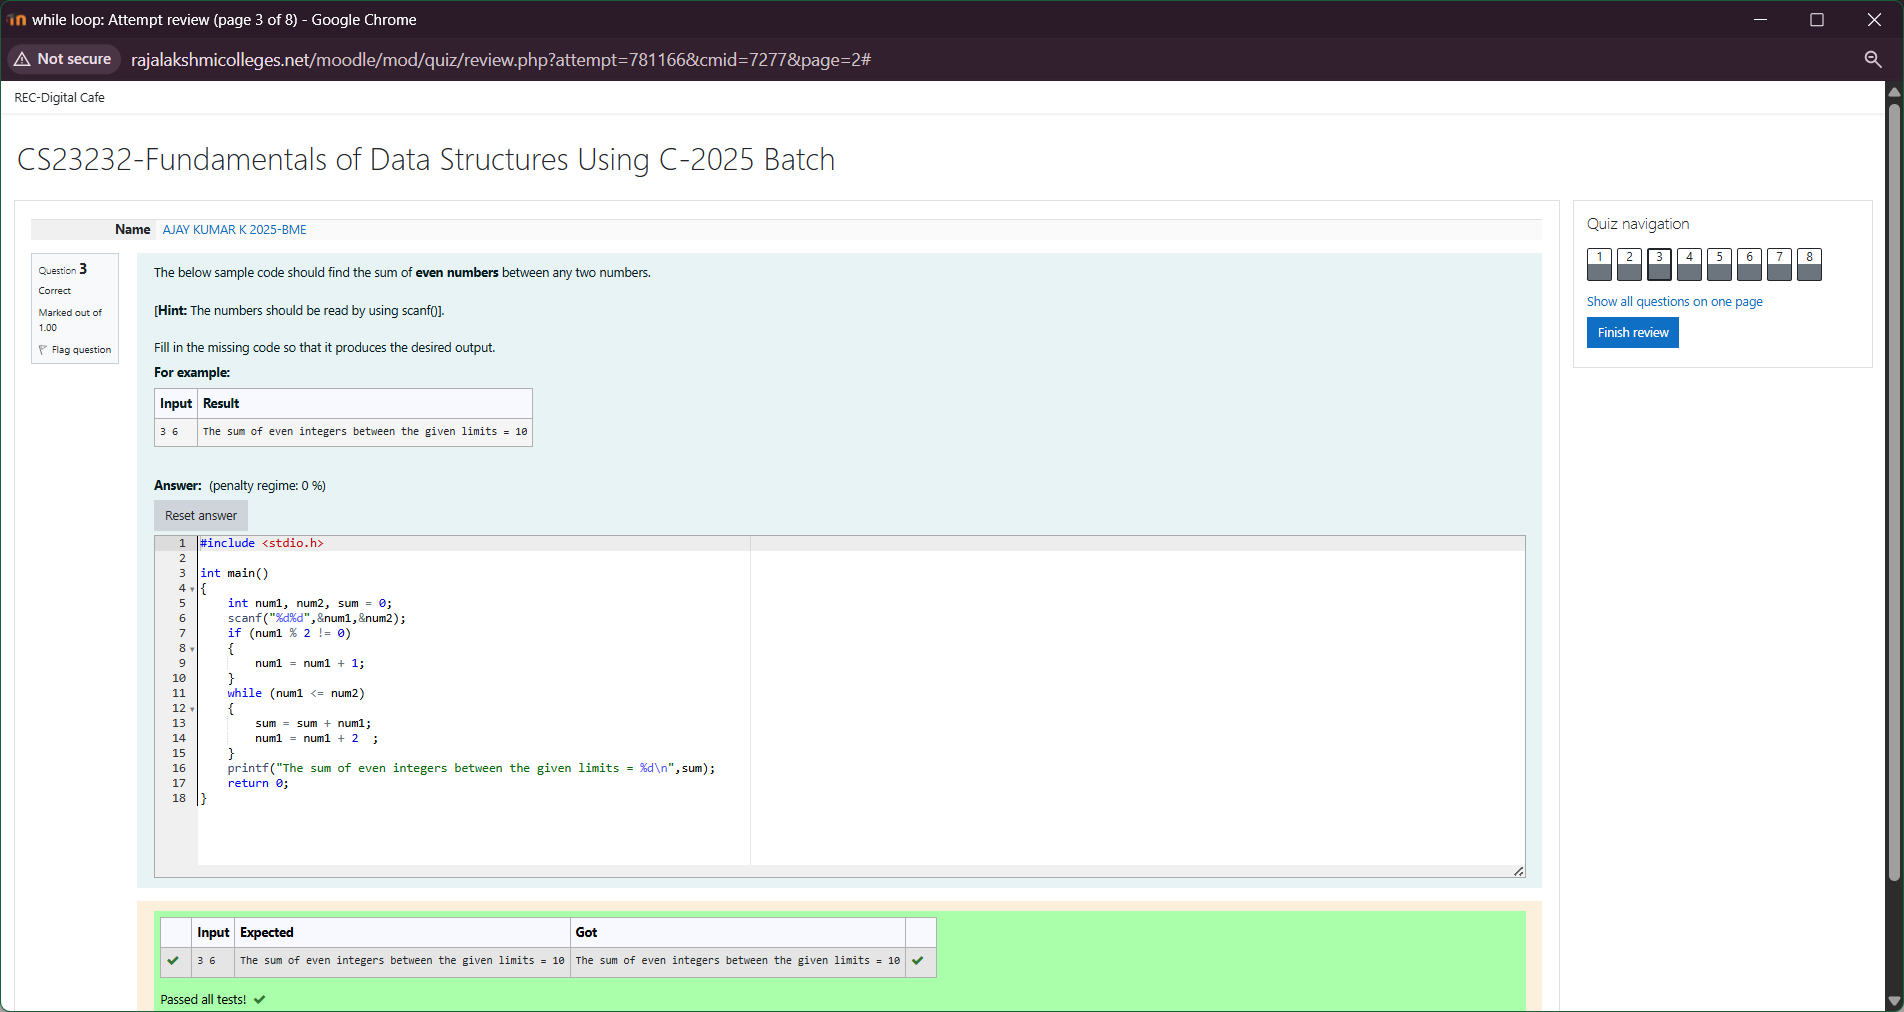 while loop: Attempt review (page 3 of 8) - Google Chrome
Not secure
rajalakshmicolleges.net/moodle/mod/quiz/review.php?attempt=781166&cmid=7277&page=2#
REC-Digital Cafe
CS23232-Fundamentals of Data Structures Using C-2025 Batch
Name AJAY KUMAR K 2025-BME
Question 3
Correct
Marked out of
1.00
Flag question
The below sample code should find the sum of even numbers between any two numbers.
[Hint: The numbers should be read by using scanf()].
Fill in the missing code so that it produces the desired output.
For example:
Input Result
3 6 The sum of even integers between the given limits = 10
Answer: (penalty regime: 0 %)
Reset answer
1 #include <stdio.h>
2
3 int main()
4 {
5     int num1, num2, sum = 0;
6     scanf("%d%d",&num1,&num2);
7     if (num1 % 2 != 0)
8     {
9         num1 = num1 + 1;
10     }
11     while (num1 <= num2)
12     {
13         sum = sum + num1;
14         num1 = num1 + 2  ;
15     }
16     printf("The sum of even integers between the given limits = %d\n",sum);
17     return 0;
18 }
Input Expected Got
3 6 The sum of even integers between the given limits = 10 The sum of even integers between the given limits = 10
Passed all tests!
Quiz navigation
1 2 3 4 5 6 7 8
Show all questions on one page
Finish review